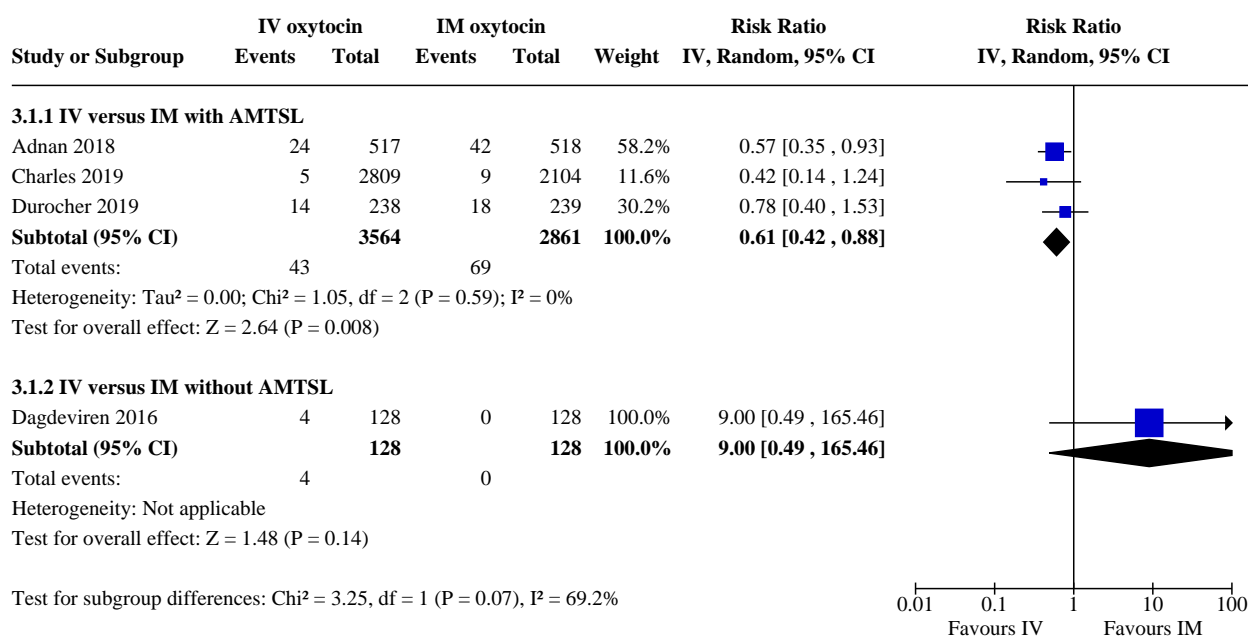 IV oxytocin IM oxytocin Risk Ratio Risk Ratio
Study or Subgroup Events Total Events Total Weight IV, Random, 95% CI IV, Random, 95% CI
3.1.1 IV versus IM with AMTSL
Adnan 2018 24 517 42 518 58.2% 0.57 [0.35 , 0.93]
Charles 2019 5 2809 9 2104 11.6% 0.42 [0.14 , 1.24]
Durocher 2019 14 238 18 239 30.2% 0.78 [0.40 , 1.53]
Subtotal (95% CI) 3564 2861 100.0% 0.61 [0.42 , 0.88]
Total events: 43 69
Heterogeneity: Tau² = 0.00; Chi² = 1.05, df = 2 (P = 0.59); I² = 0%
Test for overall effect: Z = 2.64 (P = 0.008)
3.1.2 IV versus IM without AMTSL
Dagdeviren 2016 4 128 0 128 100.0% 9.00 [0.49 , 165.46]
Subtotal (95% CI) 128 128 100.0% 9.00 [0.49 , 165.46]
Total events: 4 0
Heterogeneity: Not applicable
Test for overall effect: Z = 1.48 (P = 0.14)
Test for subgroup differences: Chi² = 3.25, df = 1 (P = 0.07), I² = 69.2%
0.01 0.1 1 10 100
Favours IV Favours IM